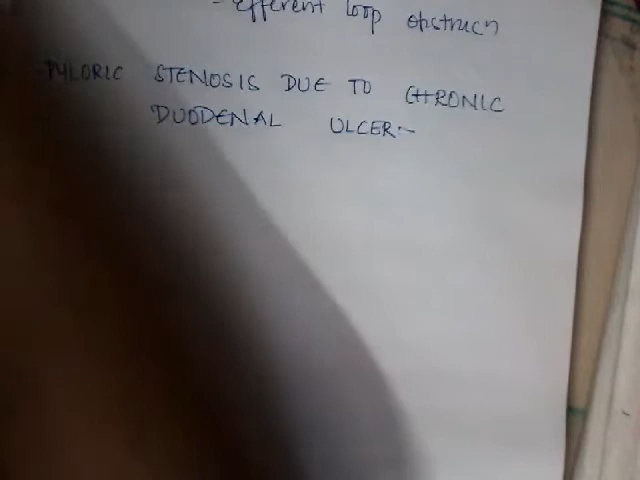 - Efferent loop obstrucn
PYLORIC STENOSIS DUE TO CHRONIC
DUODENAL ULCER:-